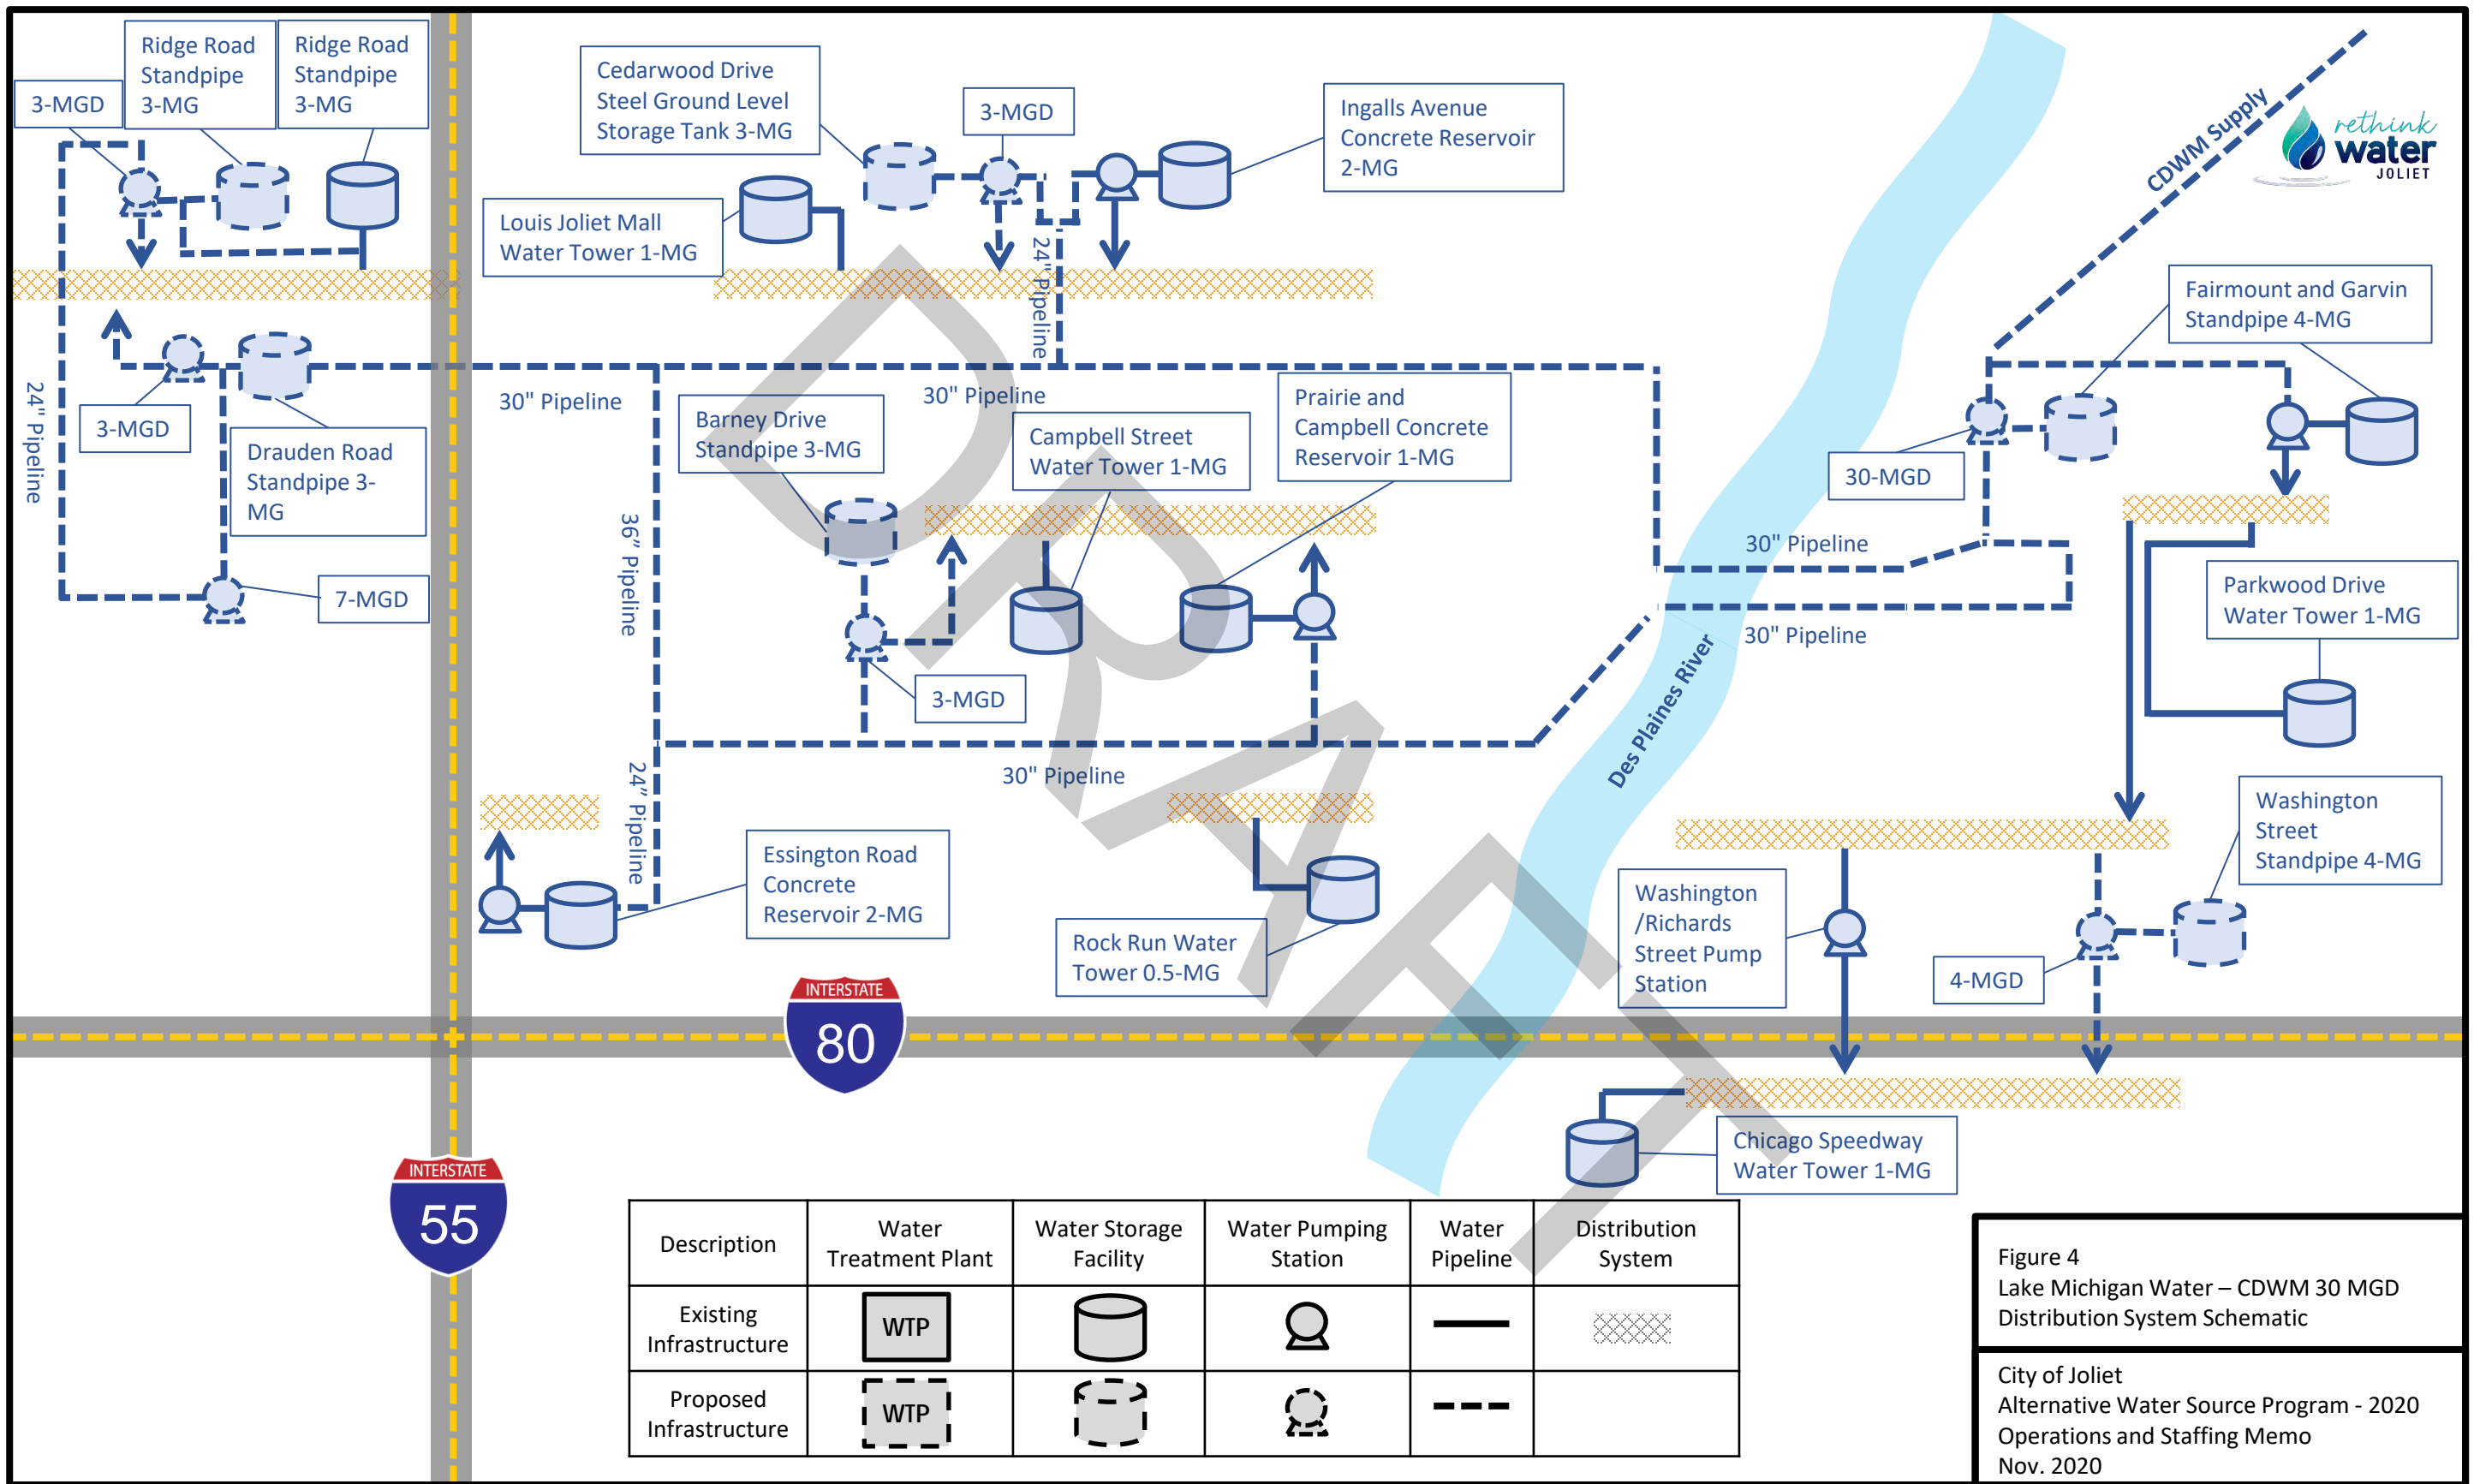 Ridge Road
Standpipe
3-MG
Ridge Road
Standpipe
3-MG
3-MGD
Cedarwood Drive
Steel Ground Level
Storage Tank 3-MG
3-MGD
Ingalls Avenue
Concrete Reservoir
2-MG
Louis Joliet Mall
Water Tower 1-MG
24" Pipeline
CDWM Supply
rethink
water
JOLIET
Fairmount and Garvin
Standpipe 4-MG
24" Pipeline
3-MGD
Drauden Road
Standpipe 3-
MG
7-MGD
30" Pipeline
30" Pipeline
36" Pipeline
Barney Drive
Standpipe 3-MG
Campbell Street
Water Tower 1-MG
Prairie and
Campbell Concrete
Reservoir 1-MG
3-MGD
30-MGD
30" Pipeline
30" Pipeline
Parkwood Drive
Water Tower 1-MG
Des Plaines River
30" Pipeline
24" Pipeline
Essington Road
Concrete
Reservoir 2-MG
Rock Run Water
Tower 0.5-MG
Washington
/Richards
Street Pump
Station
4-MGD
Washington
Street
Standpipe 4-MG
INTERSTATE
80
INTERSTATE
55
Chicago Speedway
Water Tower 1-MG
DRAFT
Description
Water
Treatment Plant
Water Storage
Facility
Water Pumping
Station
Water
Pipeline
Distribution
System
Existing
Infrastructure
WTP
Proposed
Infrastructure
WTP
Figure 4
Lake Michigan Water – CDWM 30 MGD
Distribution System Schematic
City of Joliet
Alternative Water Source Program - 2020
Operations and Staffing Memo
Nov. 2020